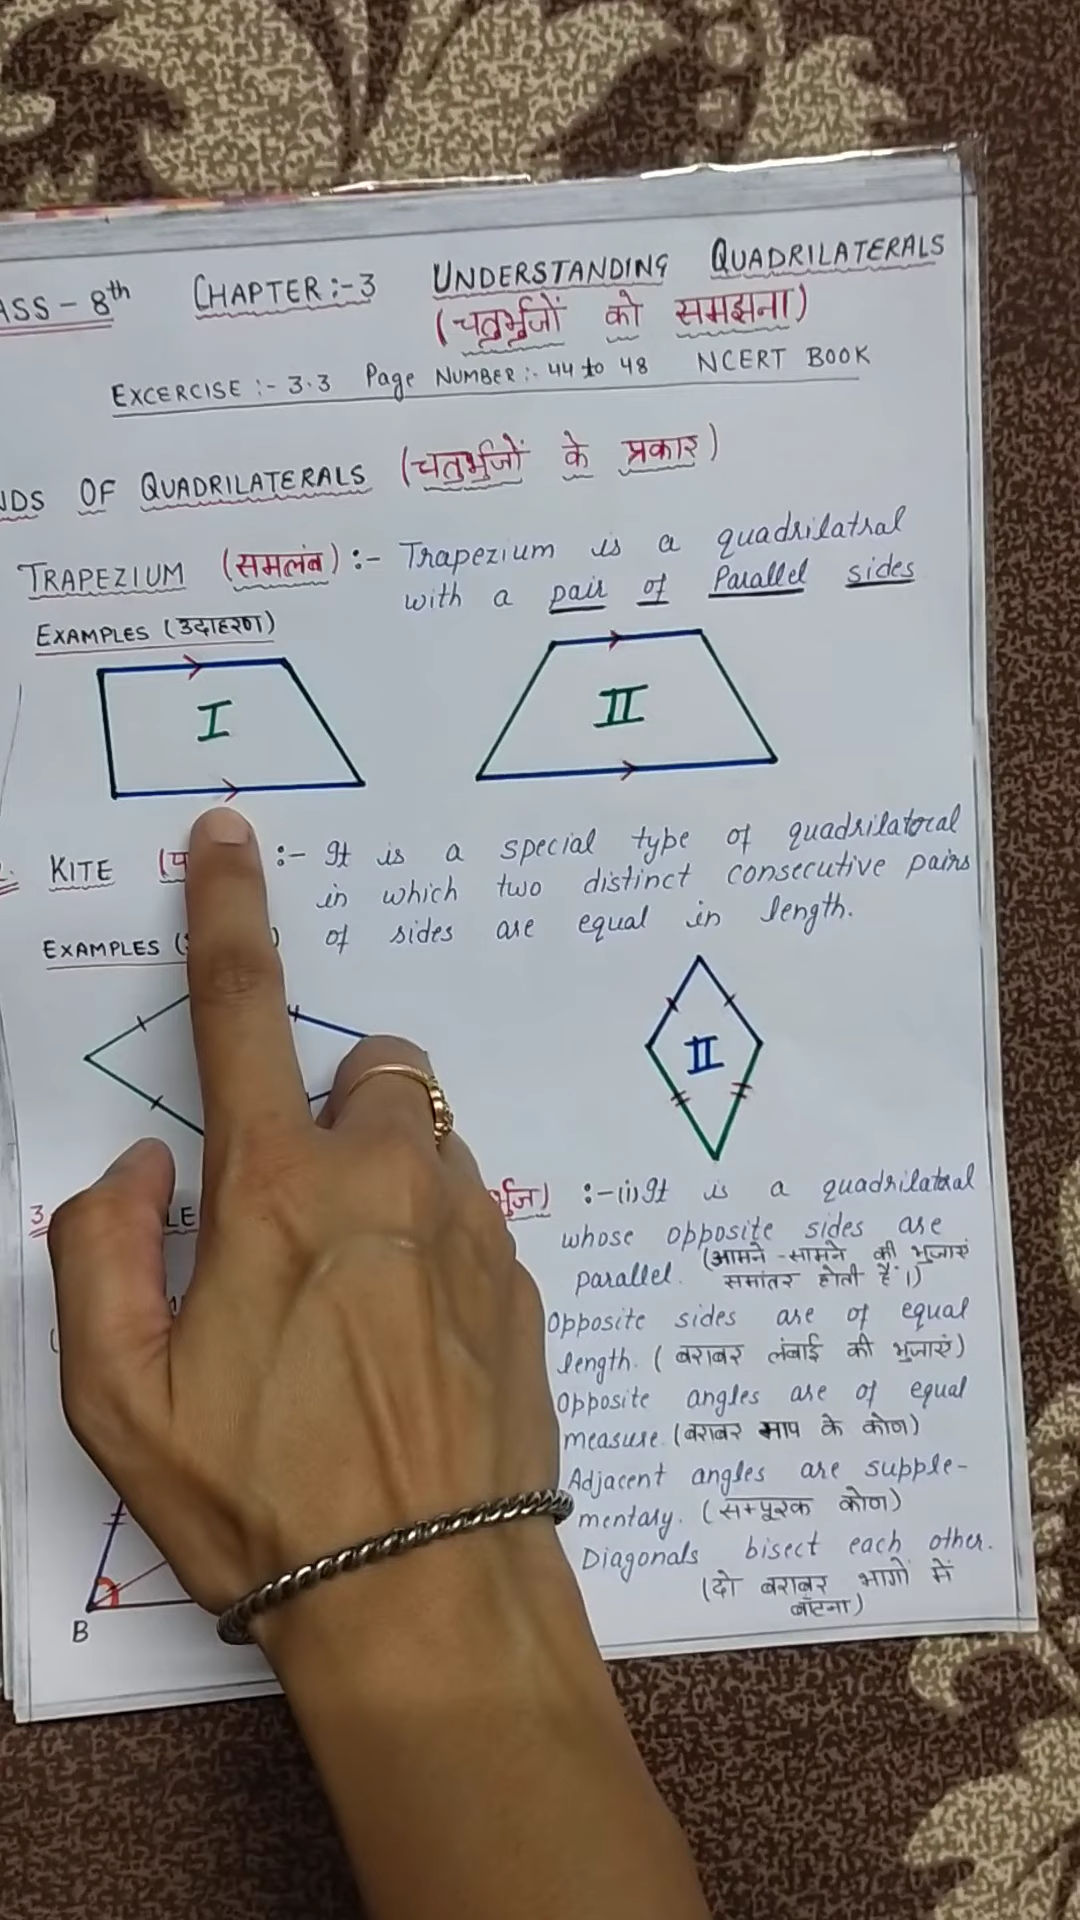 ASS - 8th CHAPTER :- 3 UNDERSTANDING QUADRILATERALS
(चतुर्भुजों को समझना)
EXCERCISE :- 3.3 Page NUMBER :- 44 to 48 NCERT BOOK
NDS OF QUADRILATERALS (चतुर्भुजों के प्रकार)
TRAPEZIUM (समलंब) :- Trapezium is a quadrilatral
with a pair of Parallel sides
EXAMPLES (उदाहरण)
I
II
2. KITE :- It is a special type of quadrilateral
in which two distinct consecutive pairs
of sides are equal in length.
EXAMPLES
II
3 :- (i) It is a quadrilateral
whose opposite sides are
parallel. (आमने - सामने की भुजाएं
समांतर होती हैं।)
Opposite sides are of equal
length. (बराबर लंबाई की भुजाएं)
Opposite angles are of equal
measure. (बराबर माप के कोण)
Adjacent angles are supple-
mentary. (सम्पूरक कोण)
Diagonals bisect each other.
(दो बराबर भागों में
बाँटना)
B